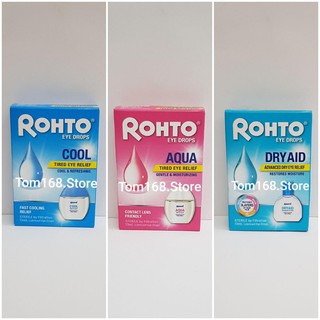 ROHTO®
EYE DROPS
COOL
TIRED EYE RELIEF
COOL & REFRESHING
Tom168.Store
FAST COOLING
RELIEF
ROHTO®
EYE DROPS
AQUA
TIRED EYE RELIEF
GENTLE & MOISTURIZING
Tom168.Store
CONTACT LENS
FRIENDLY
ROHTO®
EYE DROPS
DRYAID
ADVANCED DRY EYE RELIEF
RESTORES MOISTURE
Tom168.Store